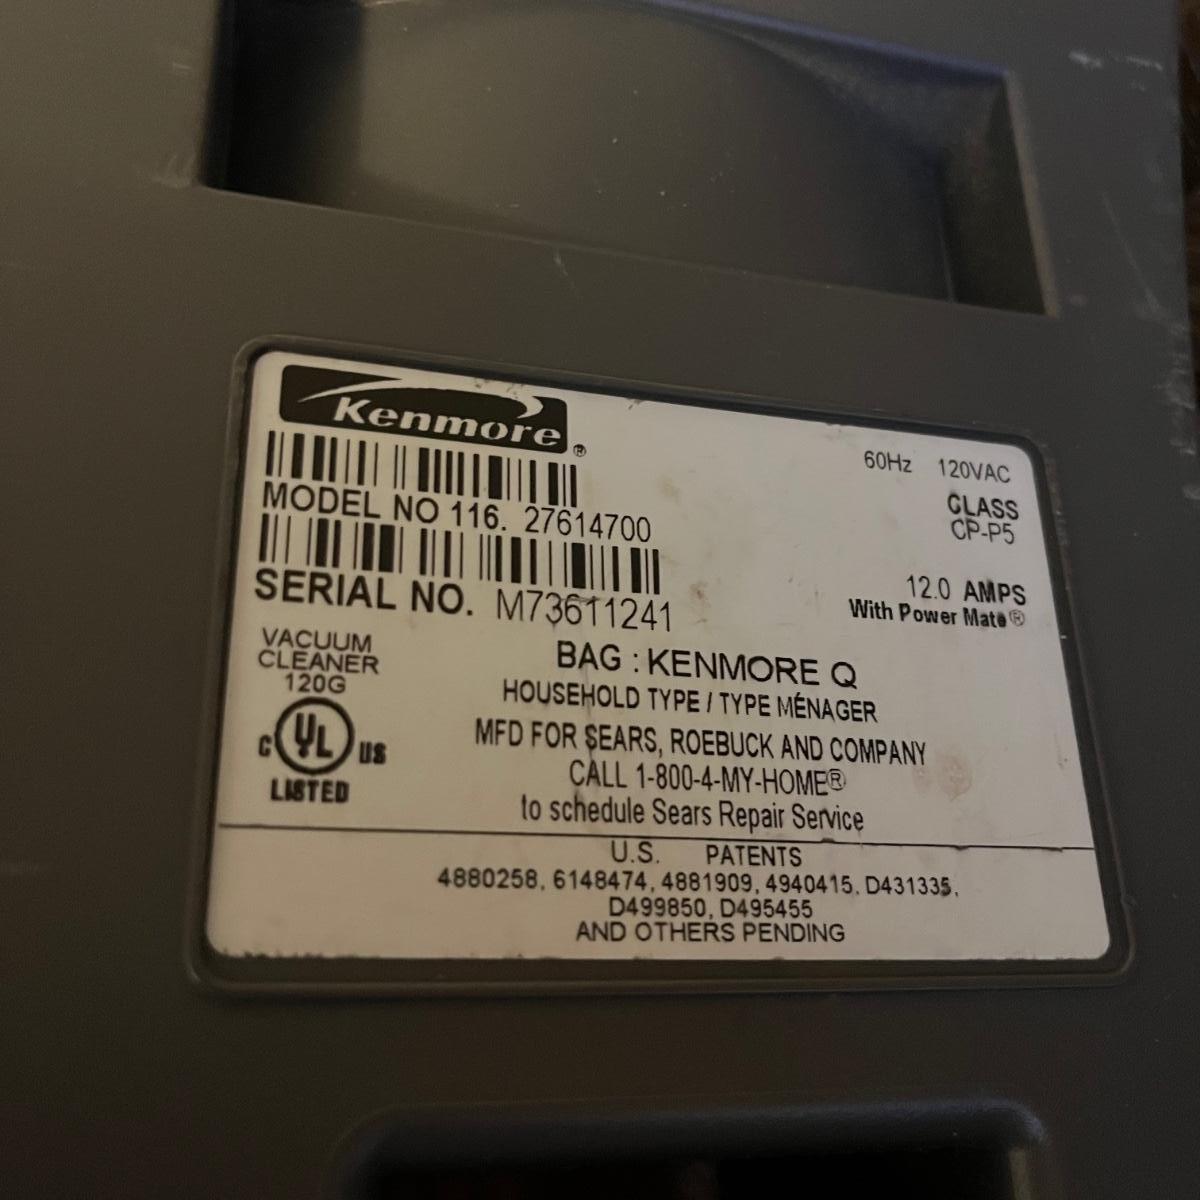 Kenmore®
60Hz 120VAC
MODEL NO 116. 27614700
CLASS
CP-P5
SERIAL NO. M73611241
12.0 AMPS
With Power Mate®
VACUUM
CLEANER
120G
C UL US
LISTED
BAG : KENMORE Q
HOUSEHOLD TYPE / TYPE MÉNAGER
MFD FOR SEARS, ROEBUCK AND COMPANY
CALL 1-800-4-MY-HOME®
to schedule Sears Repair Service
U.S. PATENTS
4880258, 6148474, 4881909, 4940415, D431335,
D499850, D495455
AND OTHERS PENDING